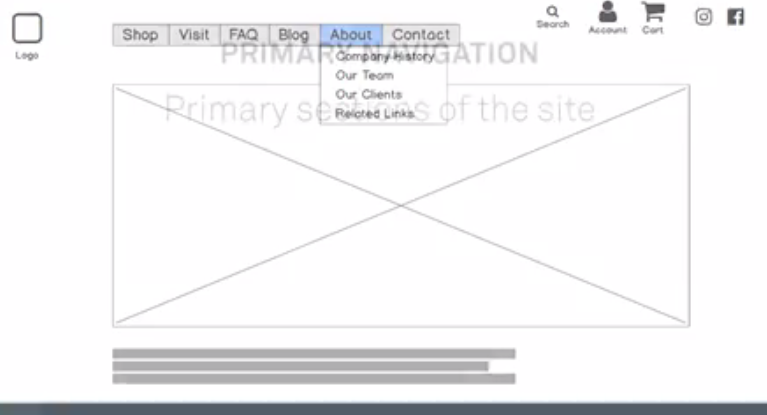 Shop Visit FAQ Blog About Contact
Search Account Cart
Logo
PRIMARY NAVIGATION
Company History
Our Team
Our Clients
Primary sections of the site
Related Links